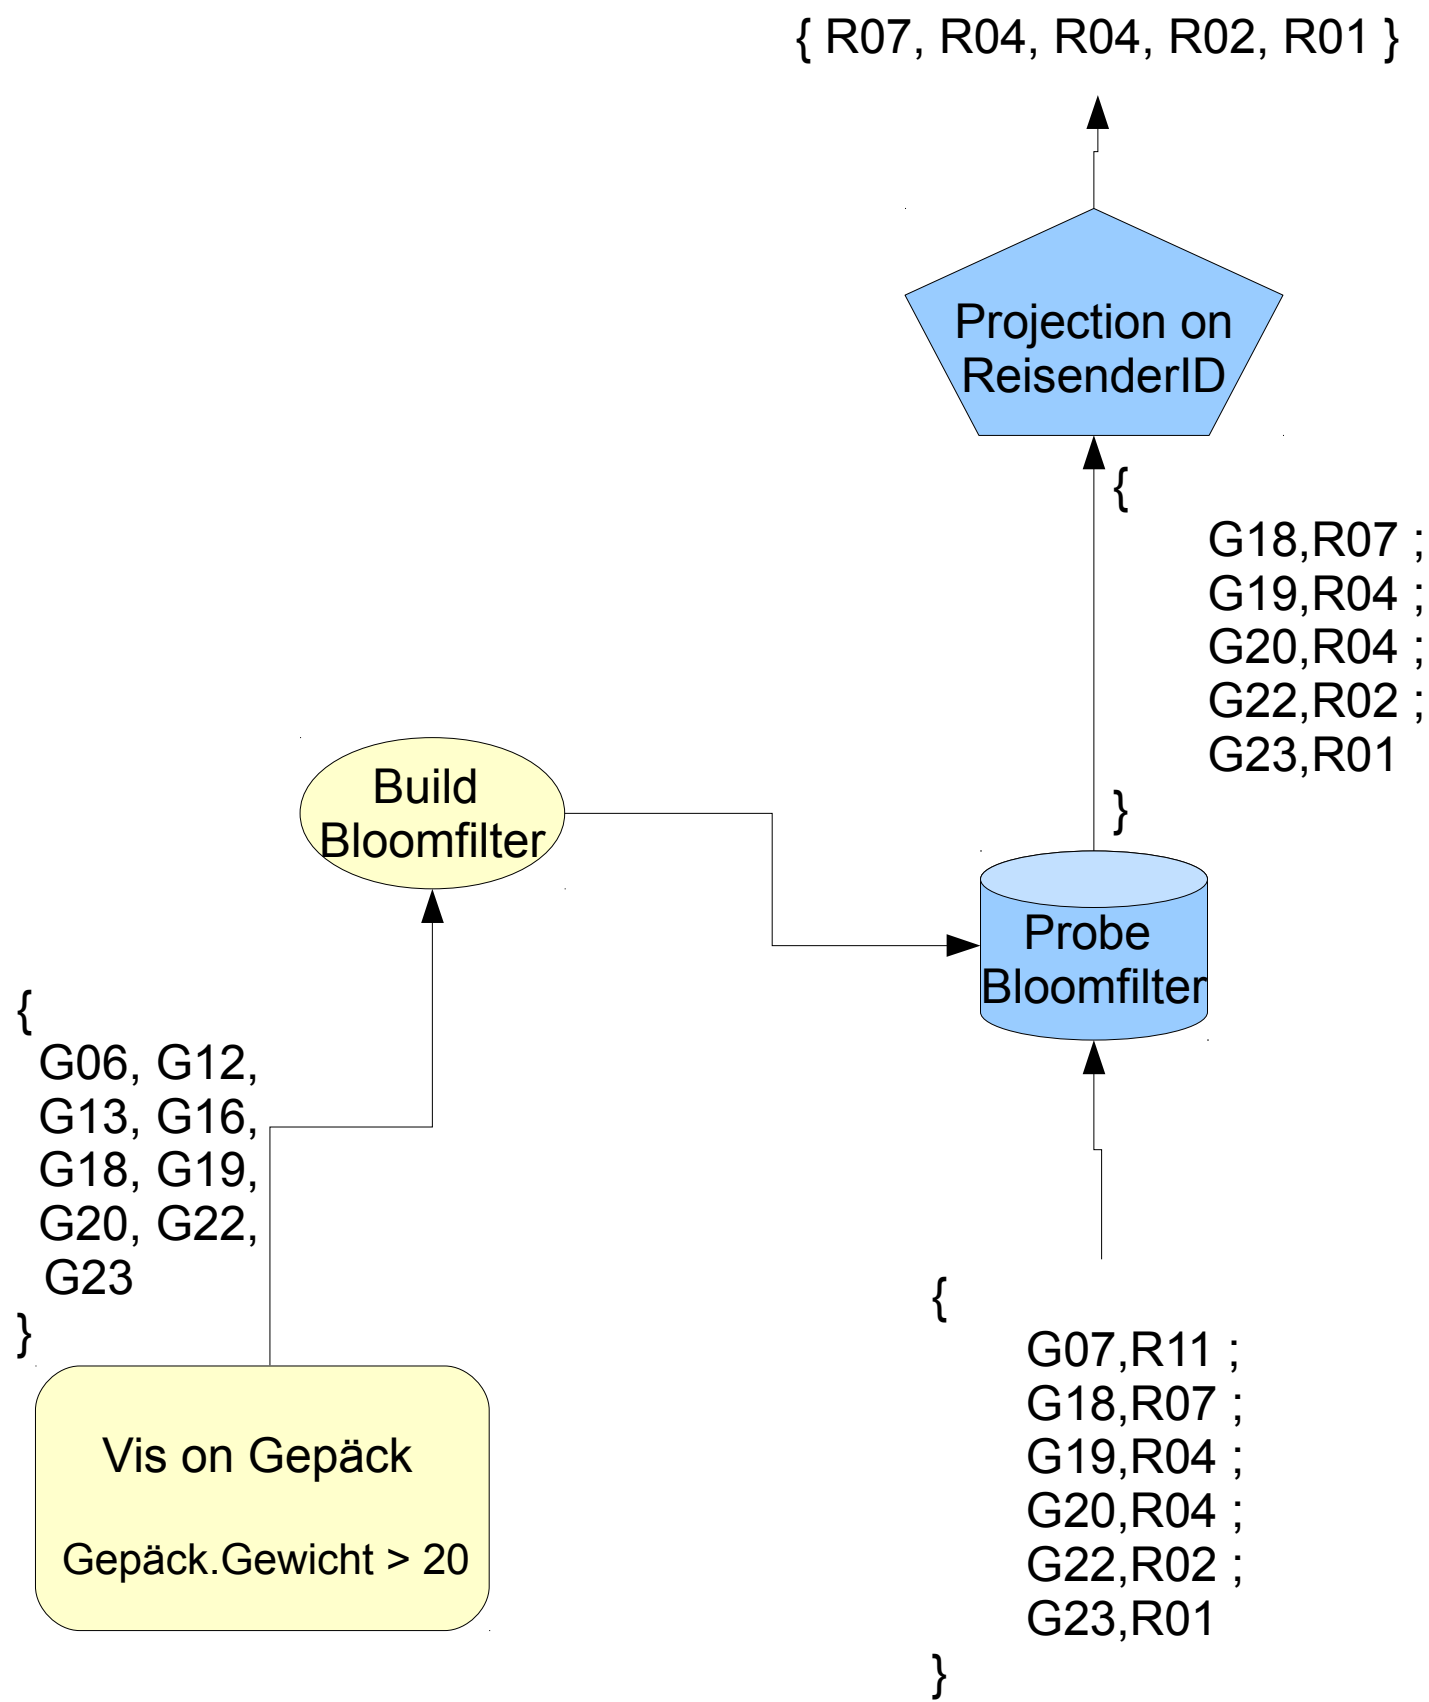 { R07, R04, R04, R02, R01 }
Projection on
ReisenderID
{
G18,R07 ;
G19,R04 ;
G20,R04 ;
G22,R02 ;
G23,R01
}
Build
Bloomfilter
Probe
Bloomfilter
{
G06, G12,
G13, G16,
G18, G19,
G20, G22,
G23
}
Vis on Gepäck
Gepäck.Gewicht > 20
{
G07,R11 ;
G18,R07 ;
G19,R04 ;
G20,R04 ;
G22,R02 ;
G23,R01
}